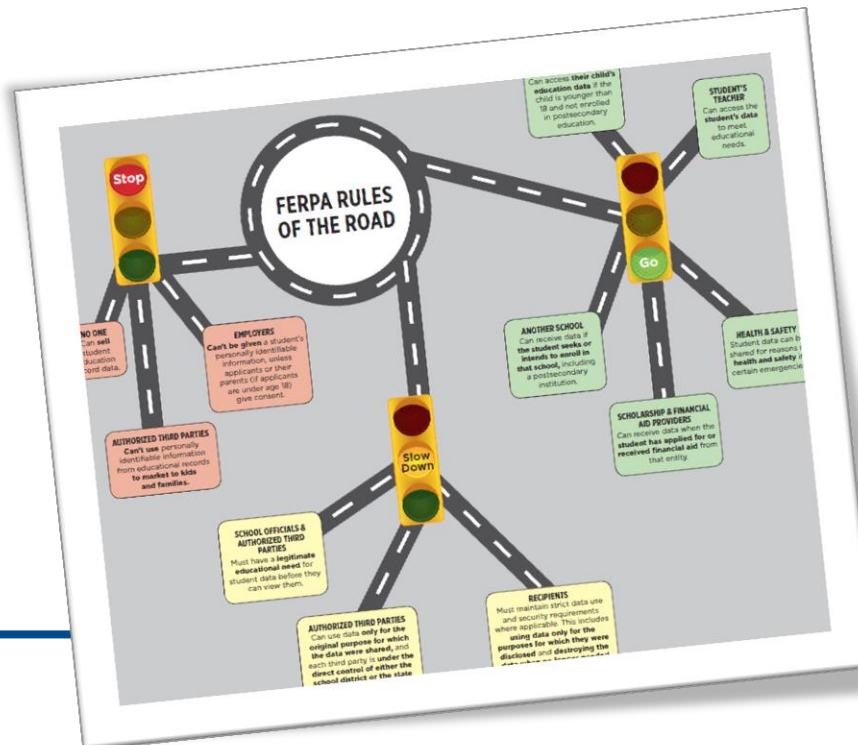 FERPA RULES
OF THE ROAD
Stop
NO ONE
Can sell
student
education
record data.
EMPLOYERS
Can't be given a student's
personally identifiable
information, unless
applicants or their
parents (if applicants
are under age 18)
give consent.
AUTHORIZED THIRD PARTIES
Can't use personally
identifiable information
from educational records
to market to kids
and families.
Slow
Down
SCHOOL OFFICIALS &
AUTHORIZED THIRD
PARTIES
Must have a legitimate
educational need for
student data before they
can view them.
AUTHORIZED THIRD PARTIES
Can use data only for the
original purpose for which
the data were shared, and
each third party is under the
direct control of either the
school district or the state
RECIPIENTS
Must maintain strict data use
and security requirements
where applicable. This includes
using data only for the
purposes for which they were
disclosed and destroying the
Go
Can access their child's
education data if the
child is younger than
18 and not enrolled
in postsecondary
education.
STUDENT'S
TEACHER
Can access the
student's data
to meet
educational
needs.
ANOTHER SCHOOL
Can receive data if
the student seeks or
intends to enroll in
that school, including
a postsecondary
institution.
SCHOLARSHIP & FINANCIAL
AID PROVIDERS
Can receive data when the
student has applied for or
received financial aid from
that entity.
HEALTH & SAFETY
Student data can be
shared for reasons
health and safety
certain emergencie